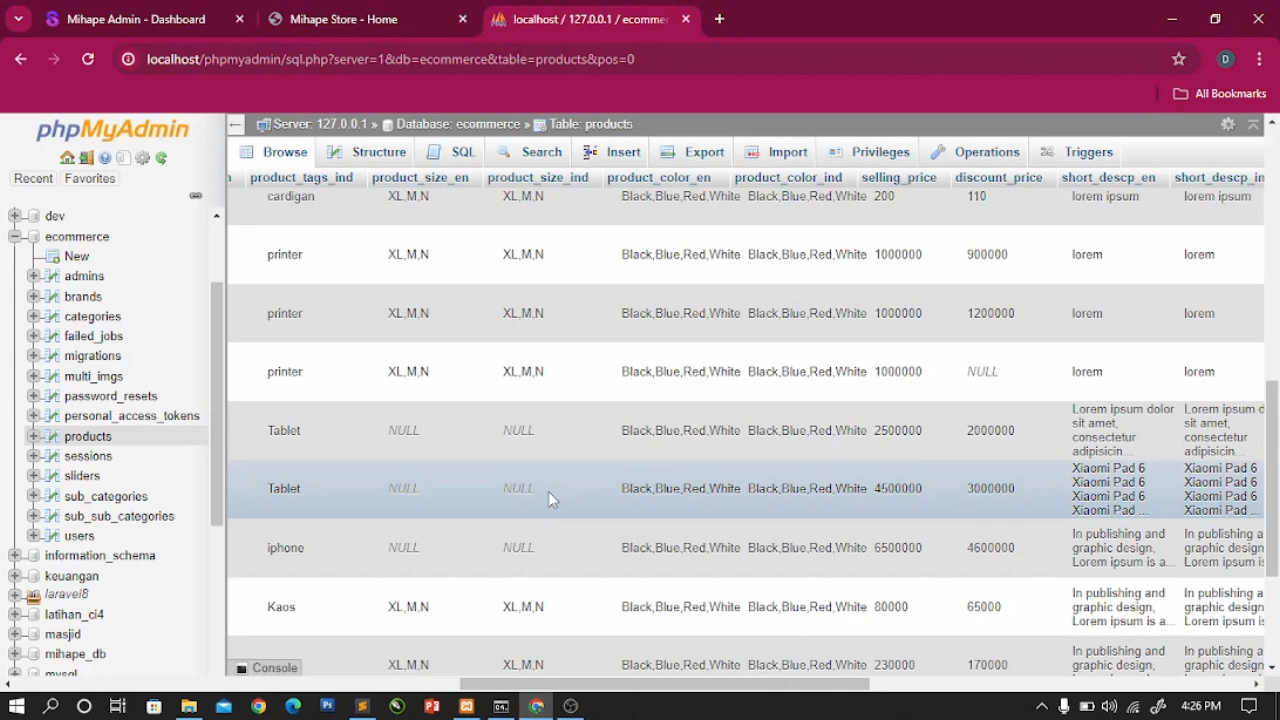 Mihape Admin - Dashboard
Mihape Store - Home
localhost / 127.0.0.1 / ecomme
localhost/phpmyadmin/sql.php?server=1&db=ecommerce&table=products&pos=0
D
All Bookmarks
phpMyAdmin
Recent Favorites
dev
ecommerce
New
admins
brands
categories
failed_jobs
migrations
multi_imgs
password_resets
personal_access_tokens
products
sessions
sliders
sub_categories
sub_sub_categories
users
information_schema
keuangan
laravel8
latihan_ci4
masjid
mihape_db
mysql
Server: 127.0.0.1 » Database: ecommerce » Table: products
Browse Structure SQL Search Insert Export Import Privileges Operations Triggers
n product_tags_ind product_size_en product_size_ind product_color_en product_color_ind selling_price discount_price short_descp_en short_descp_in
cardigan XL,M,N XL,M,N Black,Blue,Red,White Black,Blue,Red,White 200 110 lorem ipsum lorem ipsum
printer XL,M,N XL,M,N Black,Blue,Red,White Black,Blue,Red,White 1000000 900000 lorem lorem
printer XL,M,N XL,M,N Black,Blue,Red,White Black,Blue,Red,White 1000000 1200000 lorem lorem
printer XL,M,N XL,M,N Black,Blue,Red,White Black,Blue,Red,White 1000000 NULL lorem lorem
Tablet NULL NULL Black,Blue,Red,White Black,Blue,Red,White 2500000 2000000
Lorem ipsum dolor Lorem ipsum d
sit amet, sit amet,
consectetur consectetur
adipisicin... adipisicin...
Tablet NULL NULL Black,Blue,Red,White Black,Blue,Red,White 4500000 3000000
Xiaomi Pad 6 Xiaomi Pad 6
Xiaomi Pad 6 Xiaomi Pad 6
Xiaomi Pad 6 Xiaomi Pad 6
Xiaomi Pad ... Xiaomi Pad ...
iphone NULL NULL Black,Blue,Red,White Black,Blue,Red,White 6500000 4600000
In publishing and In publishing a
graphic design, graphic design
Lorem ipsum is a... Lorem ipsum is
Kaos XL,M,N XL,M,N Black,Blue,Red,White Black,Blue,Red,White 80000 65000
In publishing and In publishing a
graphic design, graphic design
Lorem ipsum is a... Lorem ipsum is
XL,M,N XL,M,N Black,Blue,Red,White Black,Blue,Red,White 230000 170000
In publishing and In publishing a
graphic design, graphic design
Console
4:26 PM